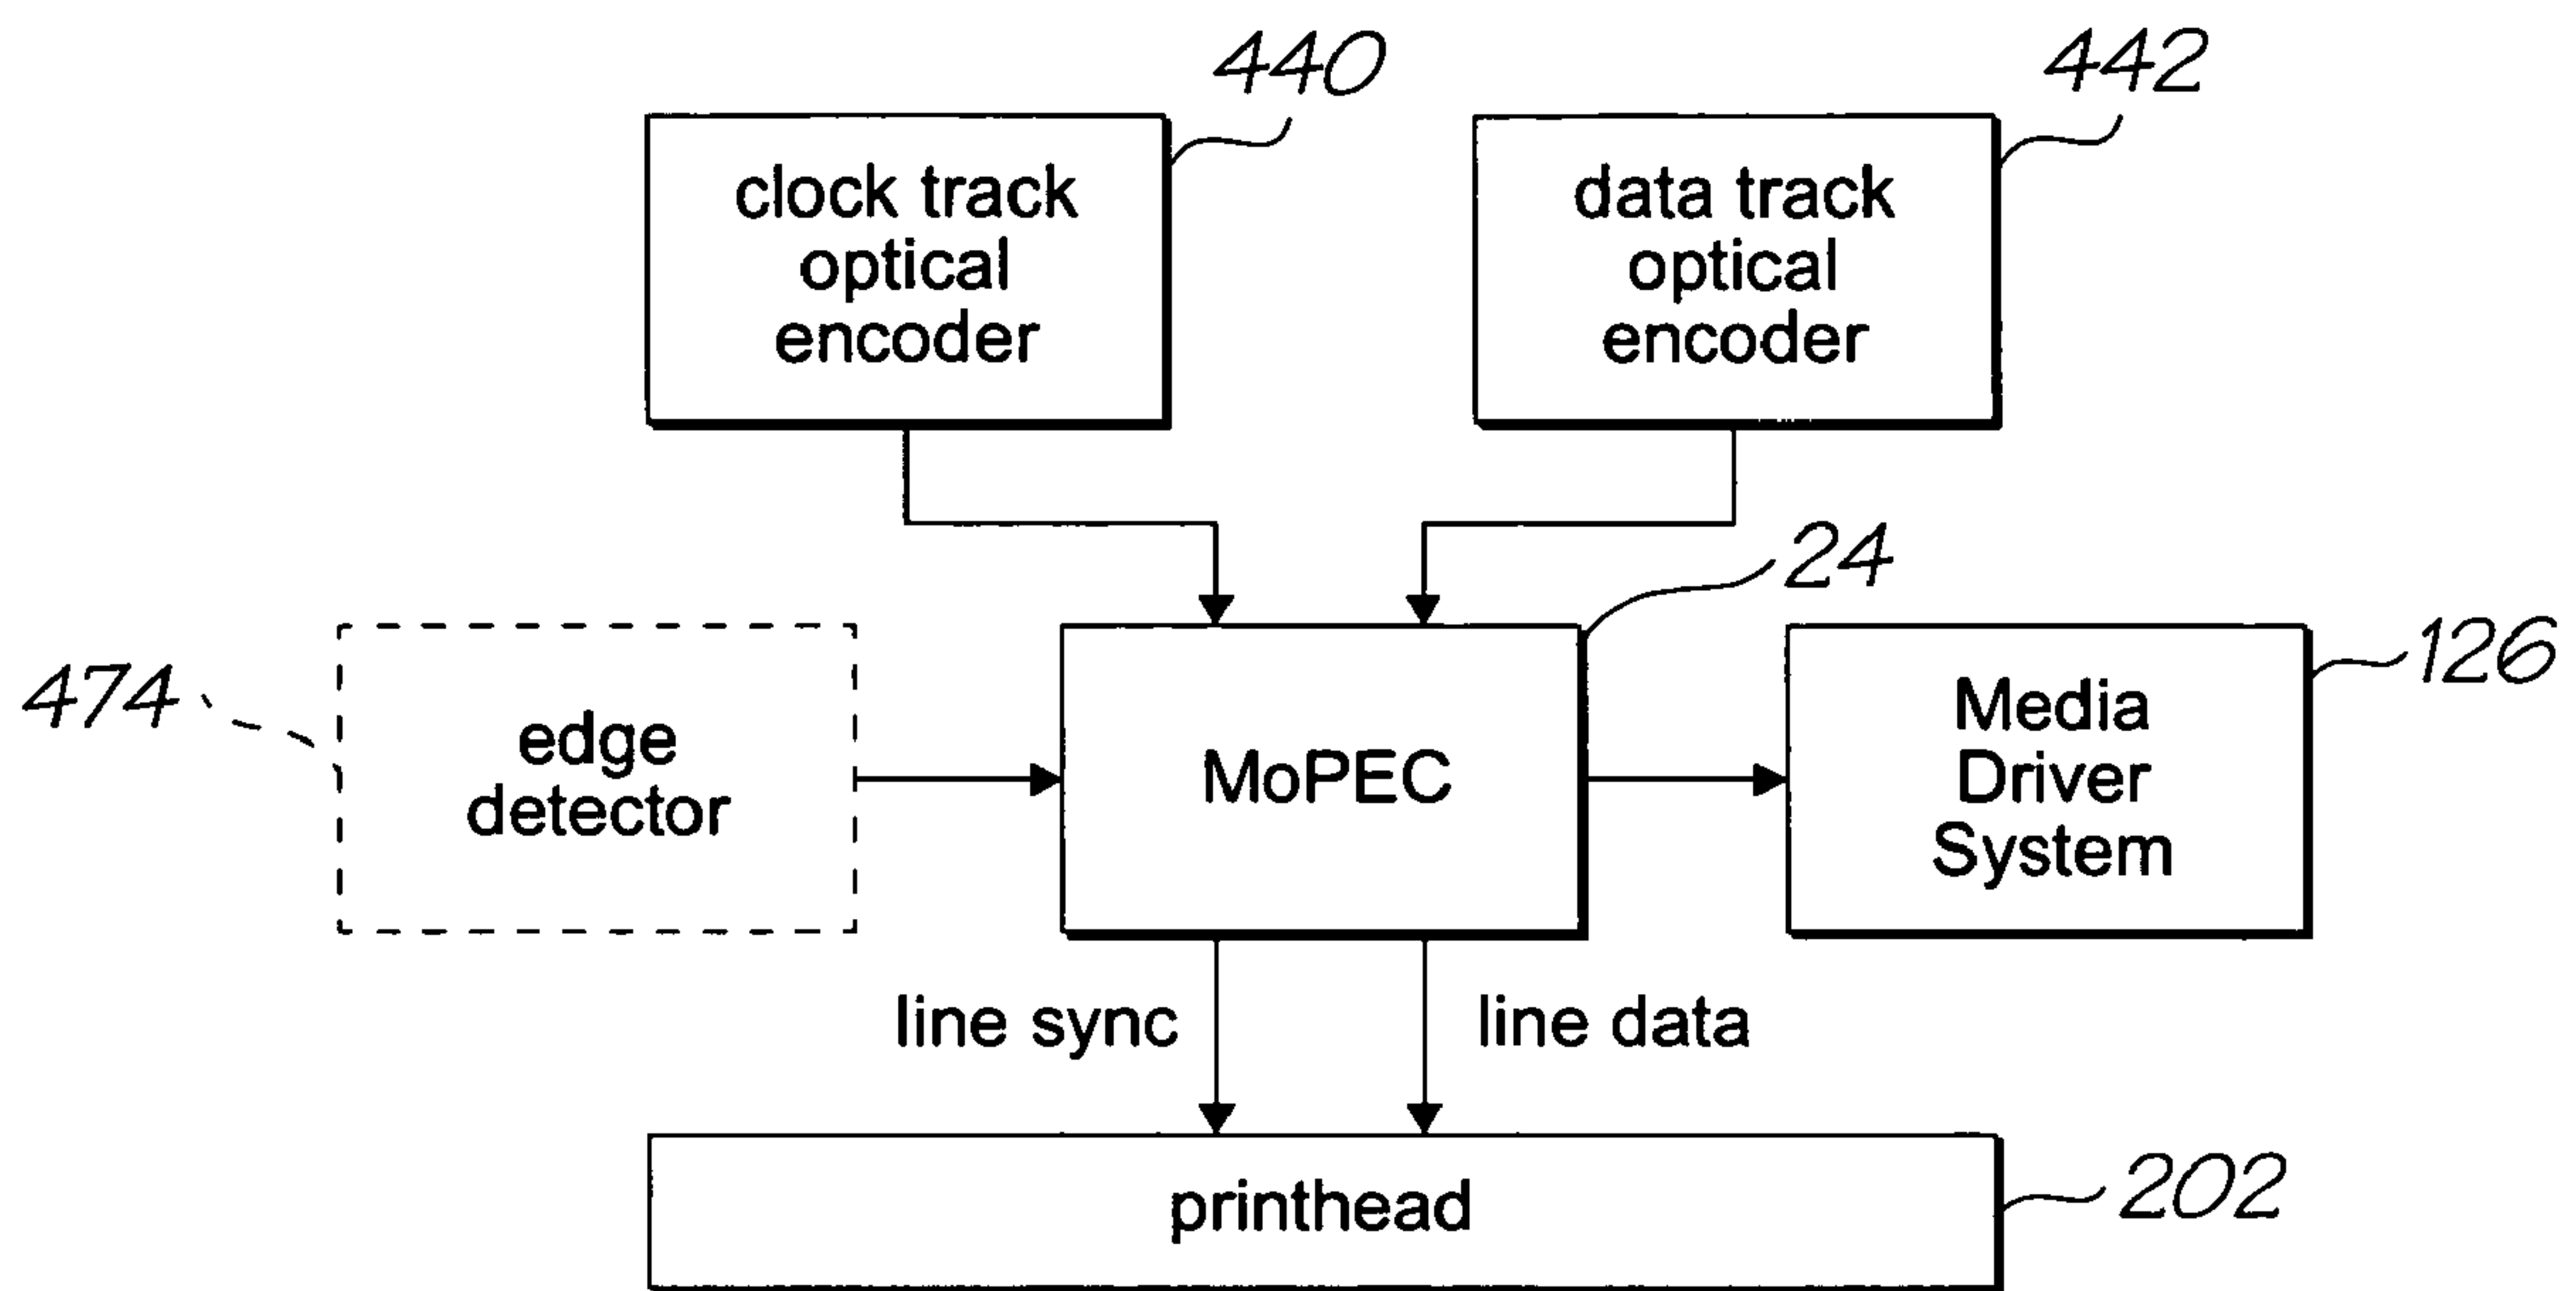 440
442
clock track
optical
encoder
data track
optical
encoder
24
126
474
edge
detector
MoPEC
Media
Driver
System
line sync
line data
printhead
202